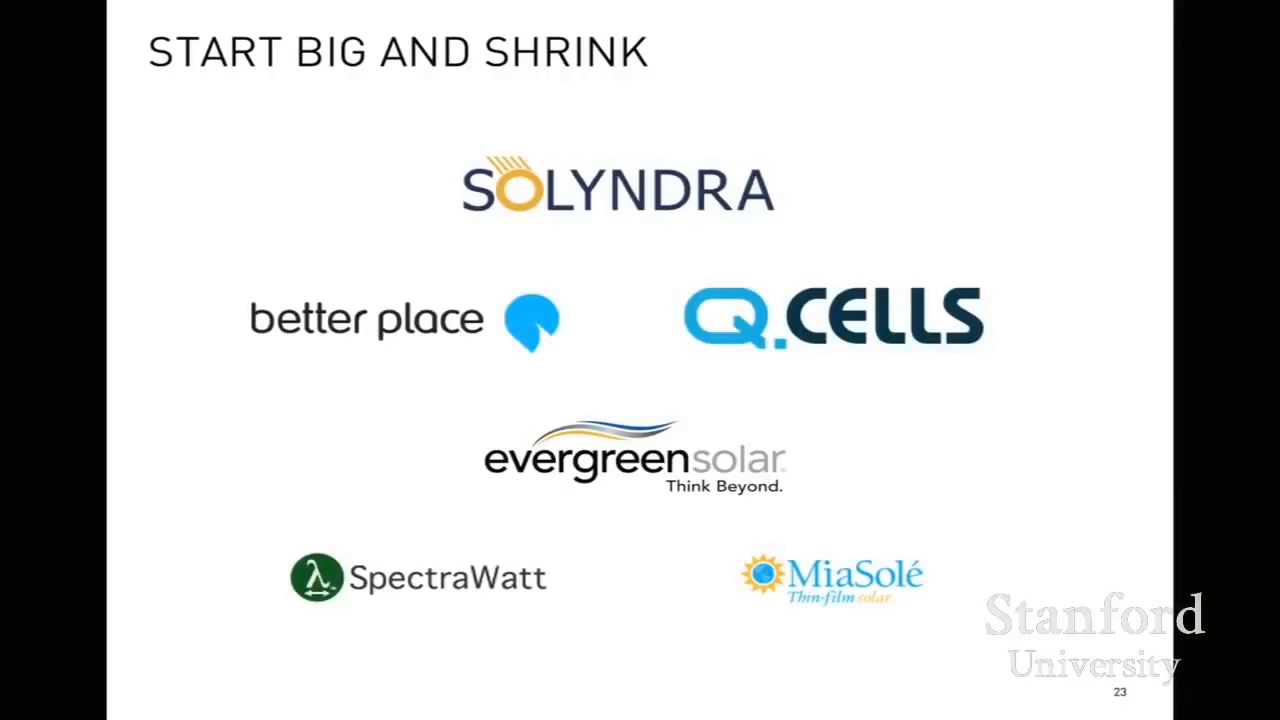 START BIG AND SHRINK
SOLYNDRA
better place
Q.CELLS
evergreensolar
Think Beyond.
λ SpectraWatt
MiaSolé
Thin-film solar
Stanford
University
23